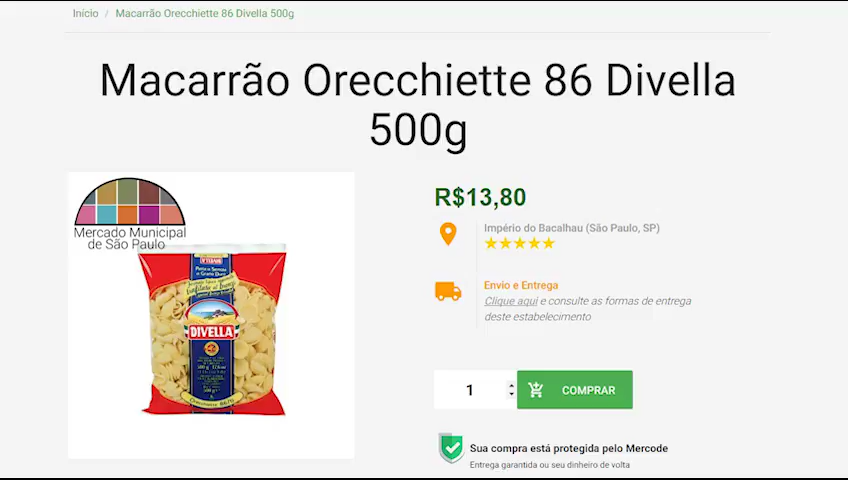 Início / Macarrão Orecchiette 86 Divella 500g
Macarrão Orecchiette 86 Divella
500g
Mercado Municipal
de São Paulo
DIVELLA
R$13,80
Império do Bacalhau (São Paulo, SP)
Envio e Entrega
Clique aqui e consulte as formas de entrega
deste estabelecimento
1
COMPRAR
Sua compra está protegida pelo Mercode
Entrega garantida ou seu dinheiro de volta